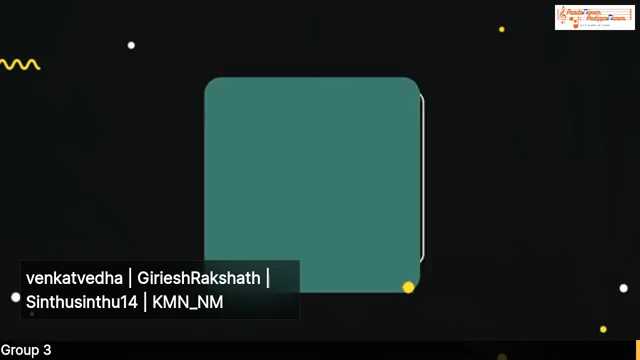 venkatvedha | GirieshRakshath |
Sinthusinthu14 | KMN_NM
Group 3